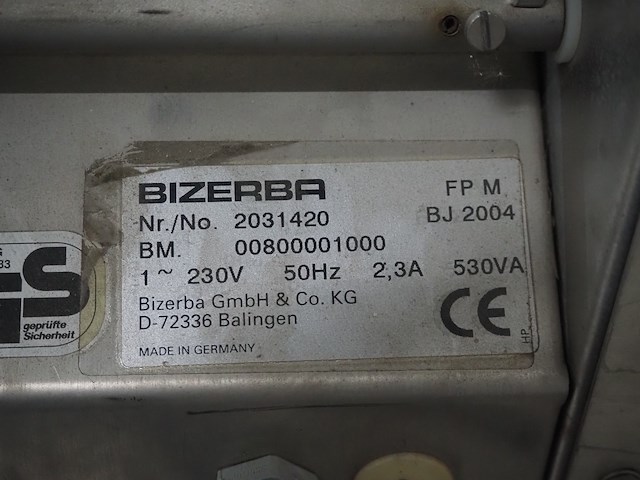 BIZERBA FP M
Nr./No. 2031420 BJ 2004
BM. 00800001000
1~ 230V 50Hz 2,3A 530VA
Bizerba GmbH & Co. KG
D-72336 Balingen
CE
MADE IN GERMANY
HP
GS
geprüfte
Sicherheit